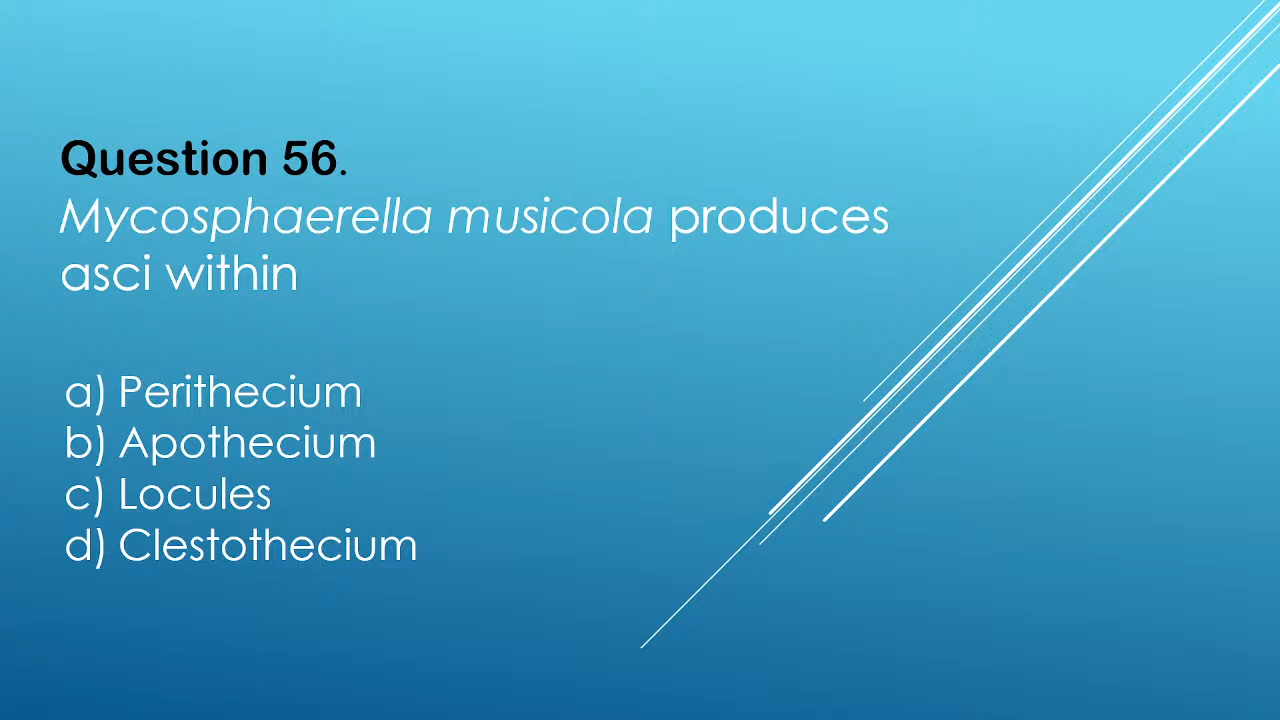 Question 56.
Mycosphaerella musicola produces
asci within
a) Perithecium
b) Apothecium
c) Locules
d) Clestothecium